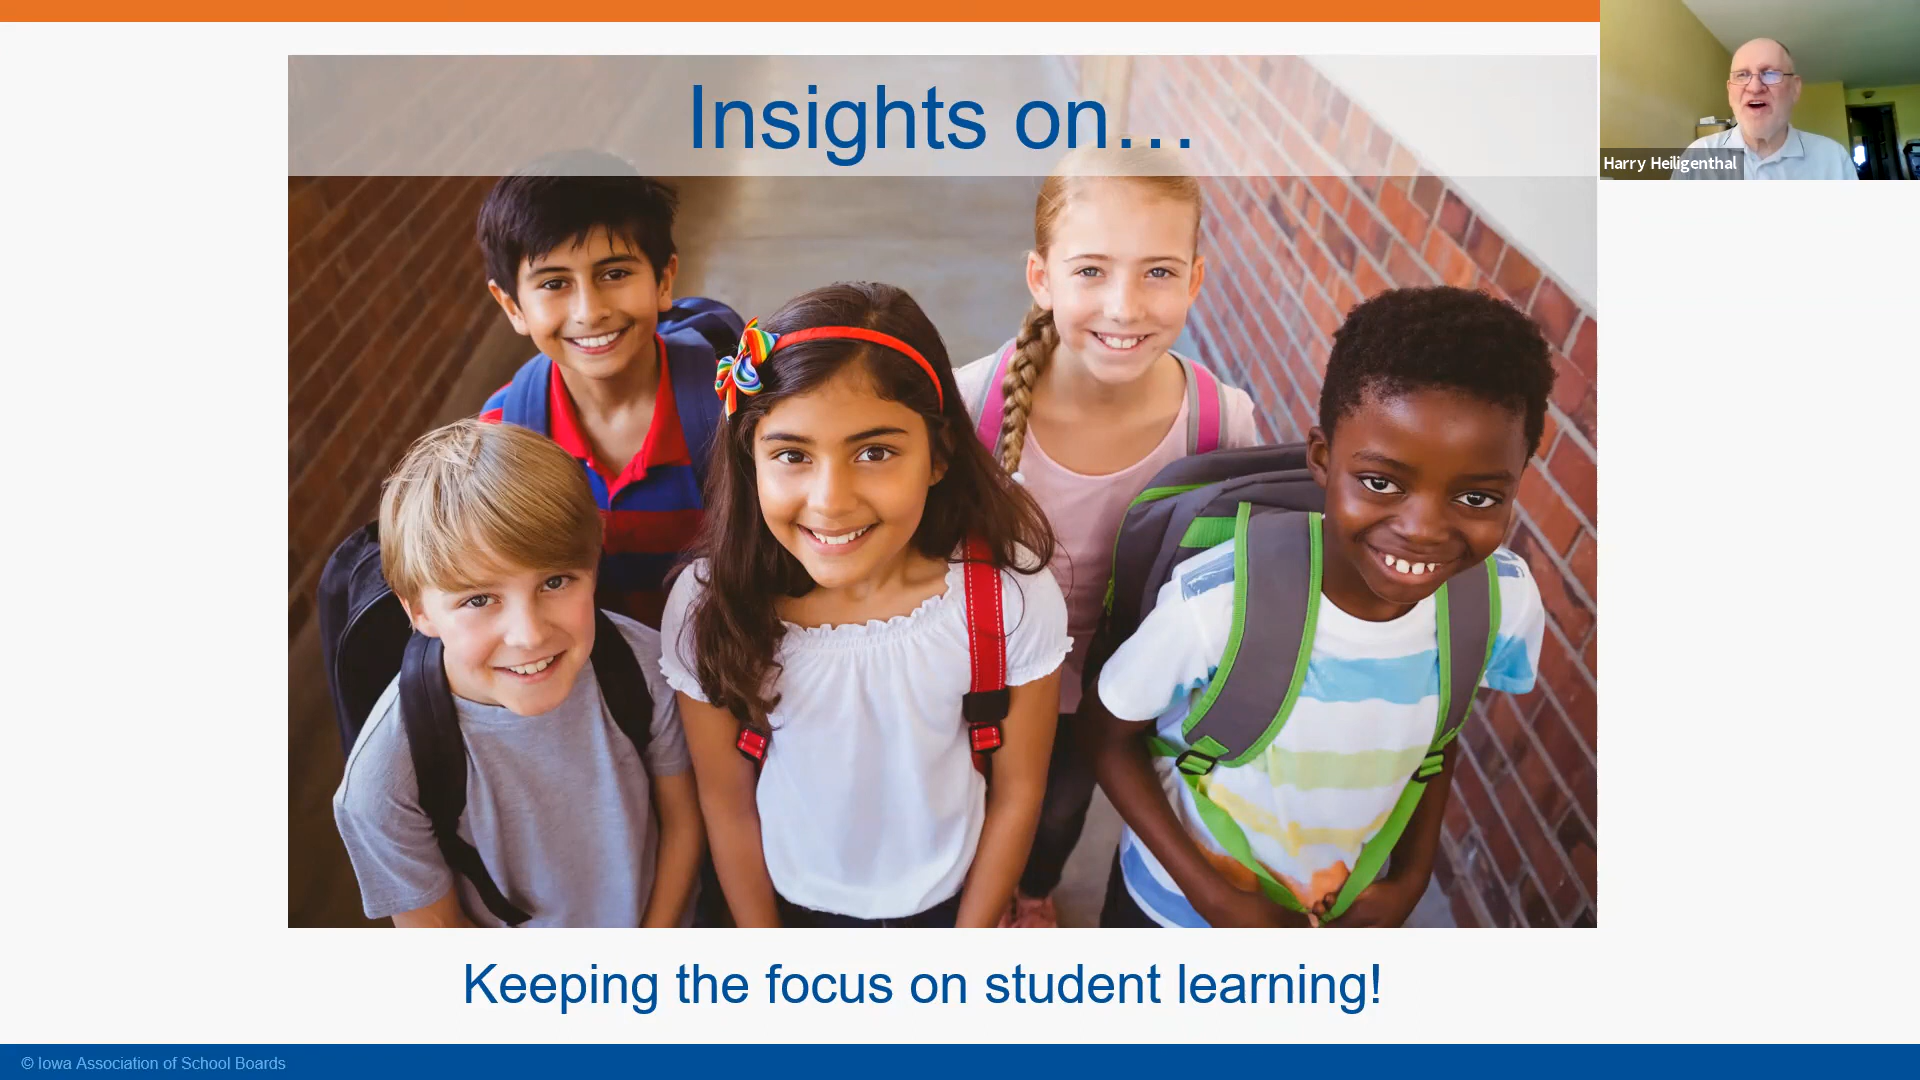 Insights on…
Harry Heiligenthal
Keeping the focus on student learning!
© Iowa Association of School Boards